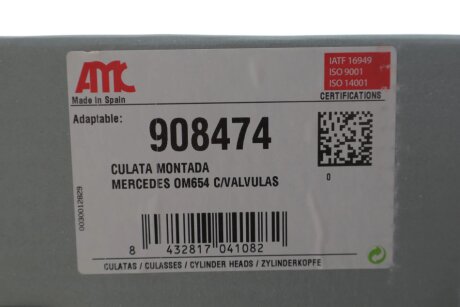 AMC
Made in Spain
IATF 16949
ISO 9001
ISO 14001
CERTIFICATIONS
Adaptable:
908474
CULATA MONTADA
MERCEDES OM654 C/VALVULAS
0
0030012829
8 432817 041082
CULATAS / CULASSES / CYLINDER HEADS / ZYLINDERKOPFE